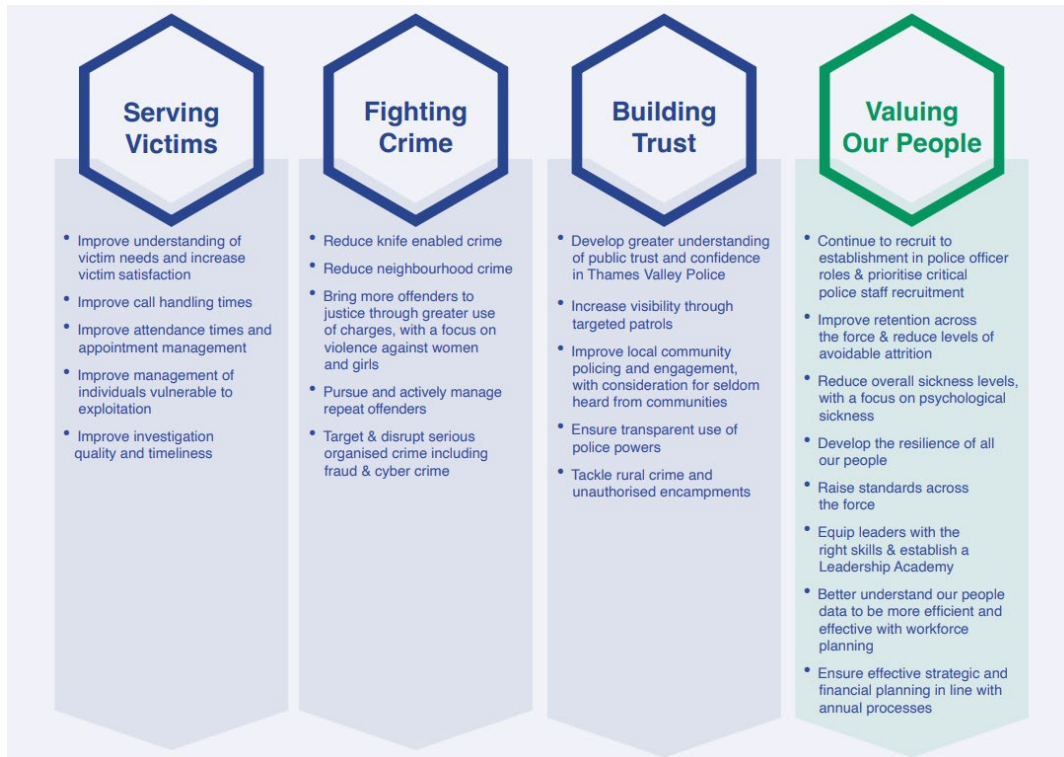 Serving
Victims
• Improve understanding of
victim needs and increase
victim satisfaction
• Improve call handling times
• Improve attendance times and
appointment management
• Improve management of
individuals vulnerable to
exploitation
• Improve investigation
quality and timeliness
Fighting
Crime
• Reduce knife enabled crime
• Reduce neighbourhood crime
• Bring more offenders to
justice through greater use
of charges, with a focus on
violence against women
and girls
• Pursue and actively manage
repeat offenders
• Target & disrupt serious
organised crime including
fraud & cyber crime
Building
Trust
• Develop greater understanding
of public trust and confidence
in Thames Valley Police
• Increase visibility through
targeted patrols
• Improve local community
policing and engagement,
with consideration for seldom
heard from communities
• Ensure transparent use of
police powers
• Tackle rural crime and
unauthorised encampments
Valuing
Our People
• Continue to recruit to
establishment in police officer
roles & prioritise critical
police staff recruitment
• Improve retention across
the force & reduce levels of
avoidable attrition
• Reduce overall sickness levels,
with a focus on psychological
sickness
• Develop the resilience of all
our people
• Raise standards across
the force
• Equip leaders with the
right skills & establish a
Leadership Academy
• Better understand our people
data to be more efficient and
effective with workforce
planning
• Ensure effective strategic and
financial planning in line with
annual processes